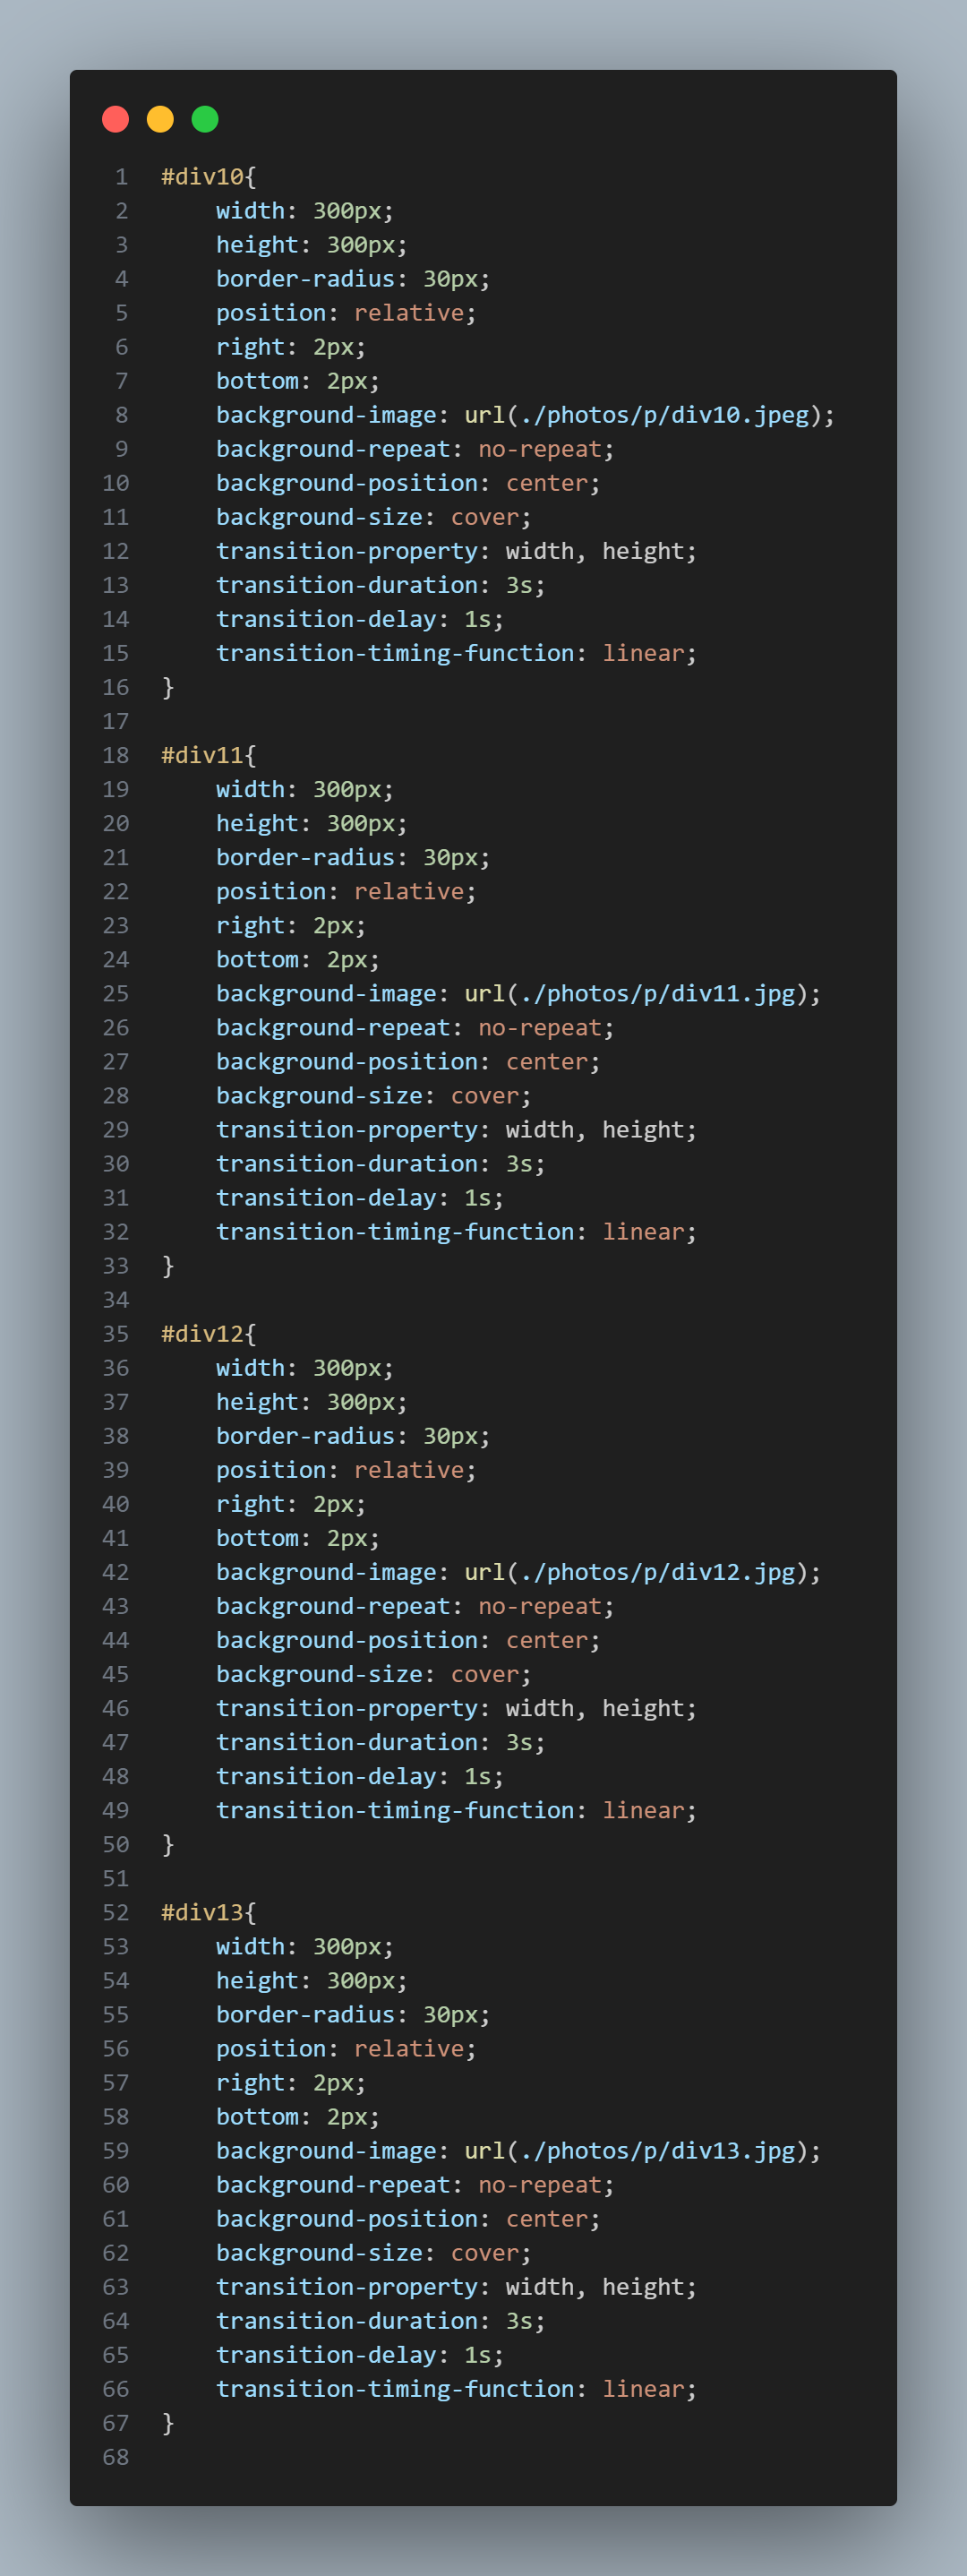 1 #div10{
2     width: 300px;
3     height: 300px;
4     border-radius: 30px;
5     position: relative;
6     right: 2px;
7     bottom: 2px;
8     background-image: url(./photos/p/div10.jpeg);
9     background-repeat: no-repeat;
10     background-position: center;
11     background-size: cover;
12     transition-property: width, height;
13     transition-duration: 3s;
14     transition-delay: 1s;
15     transition-timing-function: linear;
16 }
17
18 #div11{
19     width: 300px;
20     height: 300px;
21     border-radius: 30px;
22     position: relative;
23     right: 2px;
24     bottom: 2px;
25     background-image: url(./photos/p/div11.jpg);
26     background-repeat: no-repeat;
27     background-position: center;
28     background-size: cover;
29     transition-property: width, height;
30     transition-duration: 3s;
31     transition-delay: 1s;
32     transition-timing-function: linear;
33 }
34
35 #div12{
36     width: 300px;
37     height: 300px;
38     border-radius: 30px;
39     position: relative;
40     right: 2px;
41     bottom: 2px;
42     background-image: url(./photos/p/div12.jpg);
43     background-repeat: no-repeat;
44     background-position: center;
45     background-size: cover;
46     transition-property: width, height;
47     transition-duration: 3s;
48     transition-delay: 1s;
49     transition-timing-function: linear;
50 }
51
52 #div13{
53     width: 300px;
54     height: 300px;
55     border-radius: 30px;
56     position: relative;
57     right: 2px;
58     bottom: 2px;
59     background-image: url(./photos/p/div13.jpg);
60     background-repeat: no-repeat;
61     background-position: center;
62     background-size: cover;
63     transition-property: width, height;
64     transition-duration: 3s;
65     transition-delay: 1s;
66     transition-timing-function: linear;
67 }
68